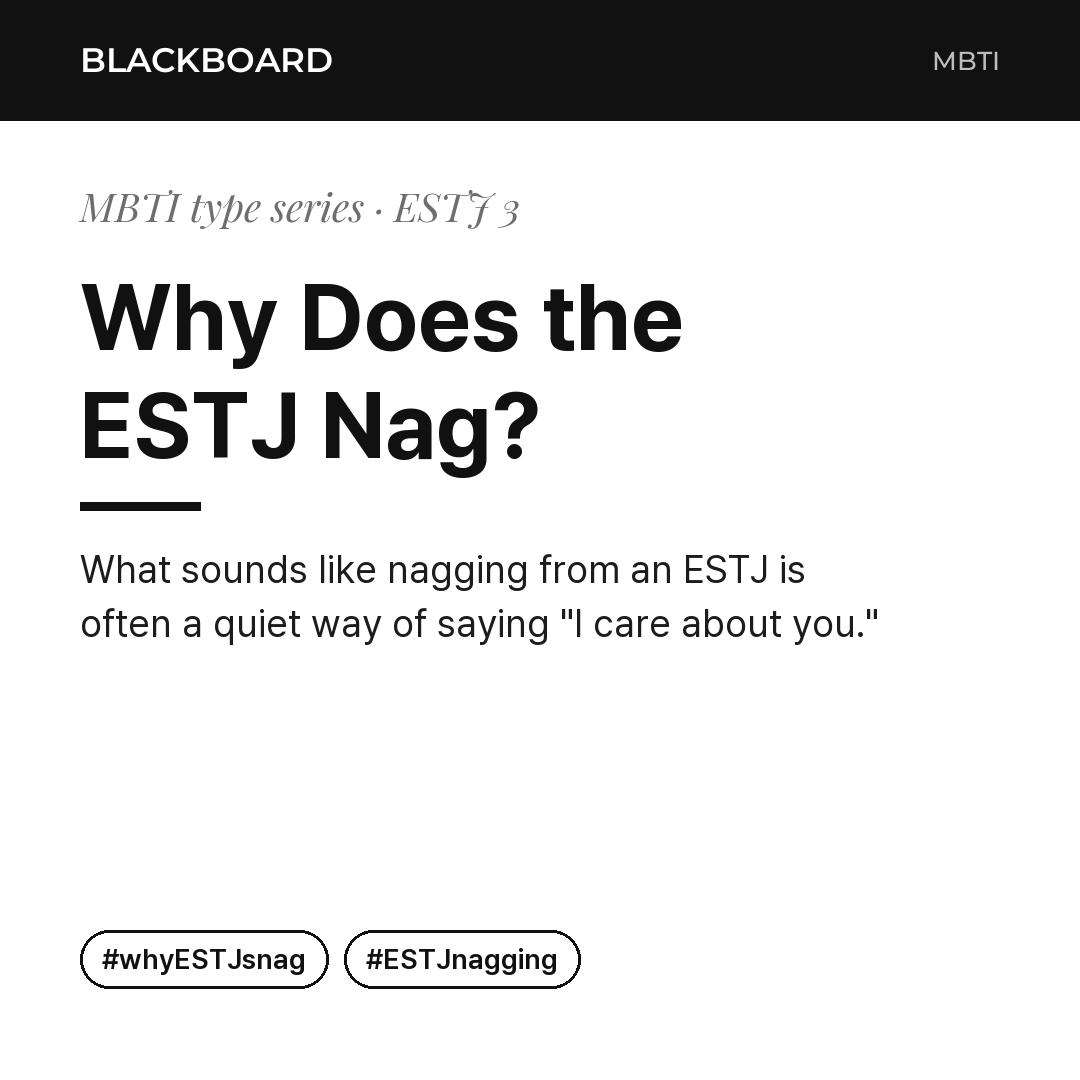 BLACKBOARD
MBTI
MBTI type series · ESTJ 3
Why Does the
ESTJ Nag?
What sounds like nagging from an ESTJ is
often a quiet way of saying "I care about you."
#whyESTJsnag
#ESTJnagging